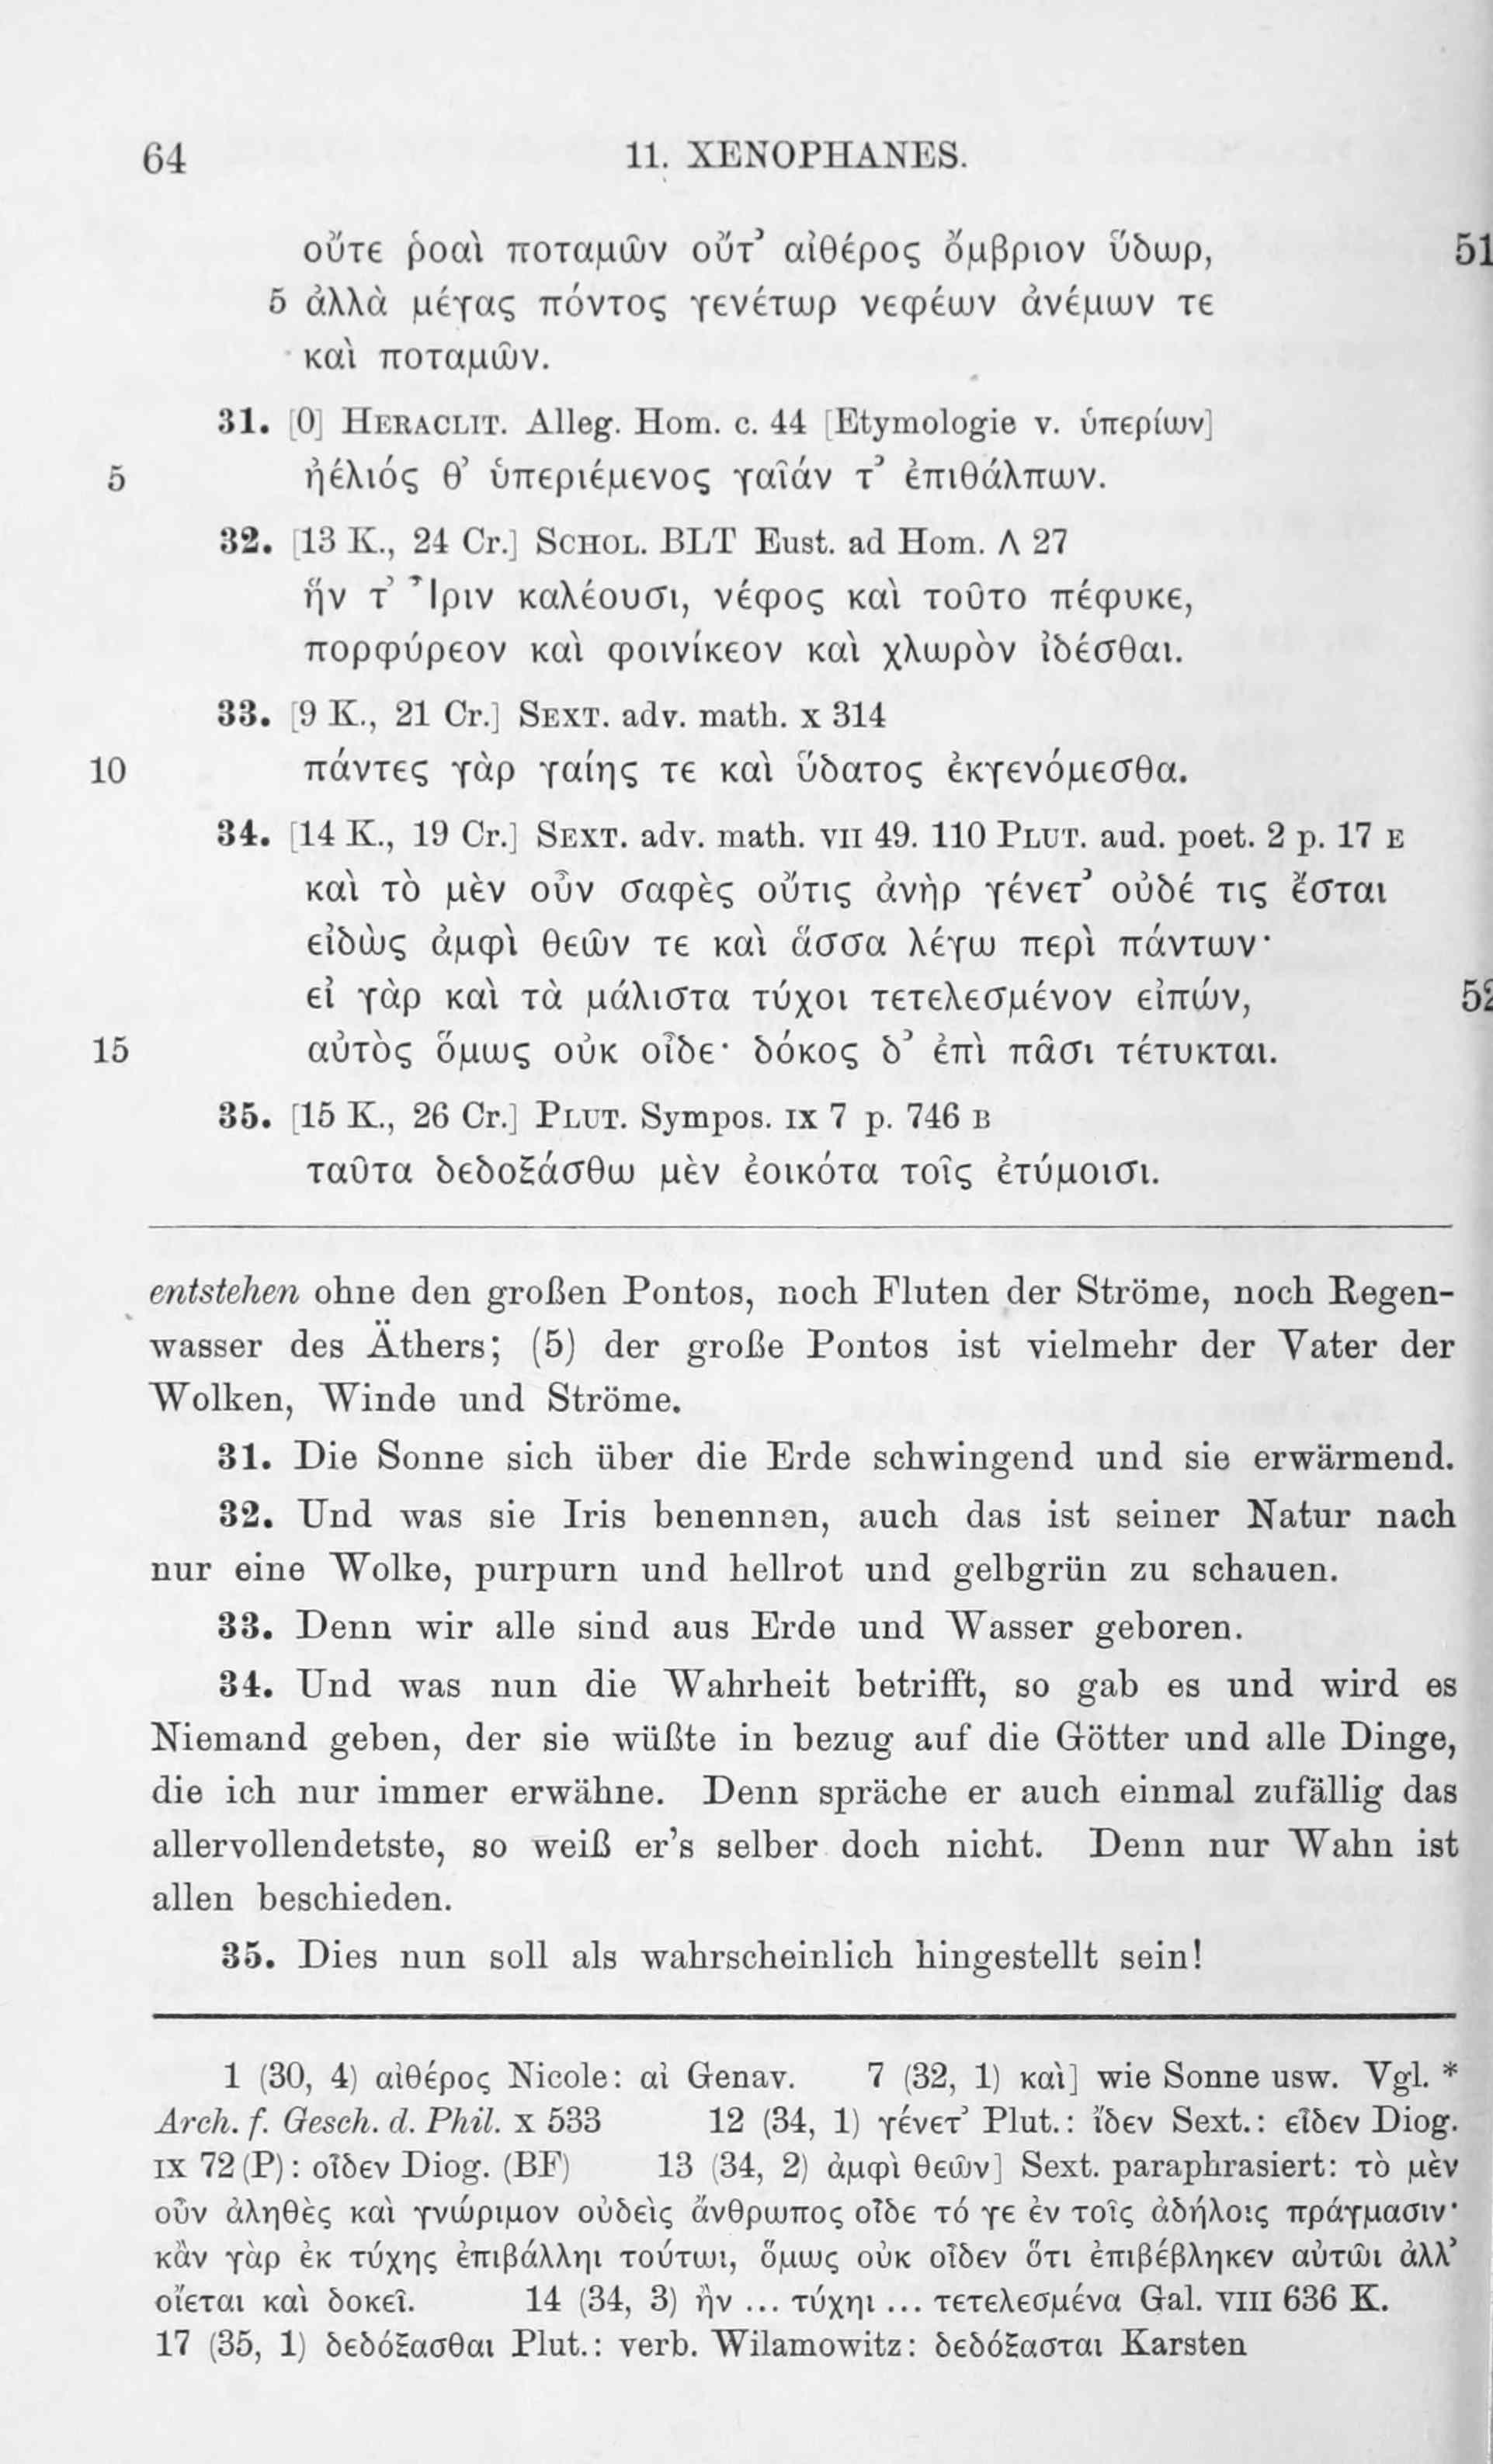 64 11. XENOPHANES.
οὔτε ῥοαὶ ποταμῶν οὔτ’ αἰθέρος ὄμβριον ὕδωρ, 51
5 ἀλλὰ μέγας πόντος γενέτωρ νεφέων ἀνέμων τε
καὶ ποταμῶν.
31. [0] HERACLIT. Alleg. Hom. c. 44 [Etymologie v. ὑπερίων]
5 ἠέλιός θ’ ὑπεριέμενος γαῖάν τ’ ἐπιθάλπων.
32. [13 K., 24 Cr.] SCHOL. BLT Eust. ad Hom. Λ 27
ἥν τ’ Ἶριν καλέουσι, νέφος καὶ τοῦτο πέφυκε,
πορφύρεον καὶ φοινίκεον καὶ χλωρὸν ἰδέσθαι.
33. [9 K., 21 Cr.] SEXT. adv. math. X 314
10 πάντες γὰρ γαίης τε καὶ ὕδατος ἐκγενόμεσθα.
34. [14 K., 19 Cr.] SEXT. adv. math. VII 49. 110 PLUT. aud. poet. 2 p. 17 E
καὶ τὸ μὲν οὖν σαφὲς οὔτις ἀνὴρ γένετ’ οὐδέ τις ἔσται
εἰδὼς ἀμφὶ θεῶν τε καὶ ἅσσα λέγω περὶ πάντων·
εἰ γὰρ καὶ τὰ μάλιστα τύχοι τετελεσμένον εἰπών, 52
15 αὐτὸς ὅμως οὐκ οἶδε· δόκος δ’ ἐπὶ πᾶσι τέτυκται.
35. [15 K., 26 Cr.] PLUT. Sympos. IX 7 p. 746 B
ταῦτα δεδοξάσθω μὲν ἐοικότα τοῖς ἐτύμοισι.
entstehen ohne den großen Pontos, noch Fluten der Ströme, noch Regen-
wasser des Äthers; (5) der große Pontos ist vielmehr der Vater der
Wolken, Winde und Ströme.
31. Die Sonne sich über die Erde schwingend und sie erwärmend.
32. Und was sie Iris benennen, auch das ist seiner Natur nach
nur eine Wolke, purpurn und hellrot und gelbgrün zu schauen.
33. Denn wir alle sind aus Erde und Wasser geboren.
34. Und was nun die Wahrheit betrifft, so gab es und wird es
Niemand geben, der sie wüßte in bezug auf die Götter und alle Dinge,
die ich nur immer erwähne. Denn spräche er auch einmal zufällig das
allervollendetste, so weiß er’s selber doch nicht. Denn nur Wahn ist
allen beschieden.
35. Dies nun soll als wahrscheinlich hingestellt sein!
1 (30, 4) αἰθέρος Nicole: αἰ Genav. 7 (32, 1) καὶ] wie Sonne usw. Vgl. *
Arch. f. Gesch. d. Phil. X 533 12 (34, 1) γένετ’ Plut.: ἴδεν Sext.: εἶδεν Diog.
IX 72 (P): οἶδεν Diog. (BF) 13 (34, 2) ἀμφὶ θεῶν] Sext. paraphrasiert: τὸ μὲν
οὖν ἀληθὲς καὶ γνώριμον οὐδεὶς ἄνθρωπος οἶδε τό γε ἐν τοῖς ἀδήλοις πράγμασιν·
κἂν γὰρ ἐκ τύχης ἐπιβάλληι τούτωι, ὅμως οὐκ οἶδεν ὅτι ἐπιβέβληκεν αὐτῶι ἀλλ’
οἴεται καὶ δοκεῖ. 14 (34, 3) ἢν ... τύχηι ... τετελεσμένα Gal. VIII 636 K.
17 (35, 1) δεδόξασθαι Plut.: verb. Wilamowitz: δεδόξασται Karsten